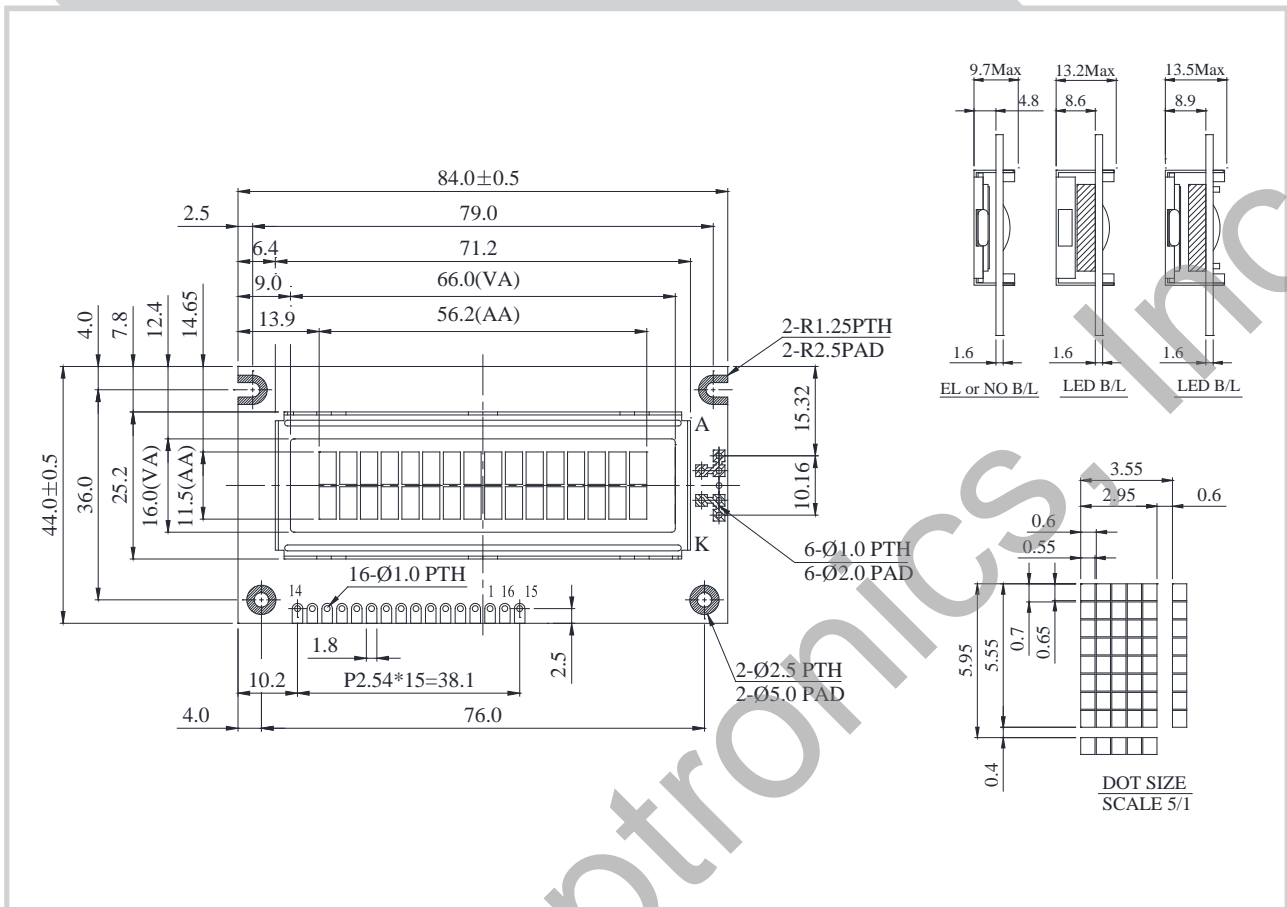 84.0±0.5
2.5
79.0
6.4
71.2
9.0
66.0(VA)
13.9
56.2(AA)
4.0
7.8
12.4
14.65
2-R1.25PTH
2-R2.5PAD
44.0±0.5
36.0
25.2
16.0(VA)
11.5(AA)
A
K
15.32
10.16
6-Ø1.0 PTH
6-Ø2.0 PAD
16-Ø1.0 PTH
14
1
16
15
1.8
2.5
10.2
P2.54*15=38.1
4.0
76.0
2-Ø2.5 PTH
2-Ø5.0 PAD
9.7Max
13.2Max
13.5Max
4.8
8.6
8.9
1.6
1.6
1.6
EL or NO B/L
LED B/L
LED B/L
3.55
2.95
0.6
0.6
0.55
5.95
5.55
0.7
0.65
0.4
DOT SIZE
SCALE 5/1
ptronics, Inc